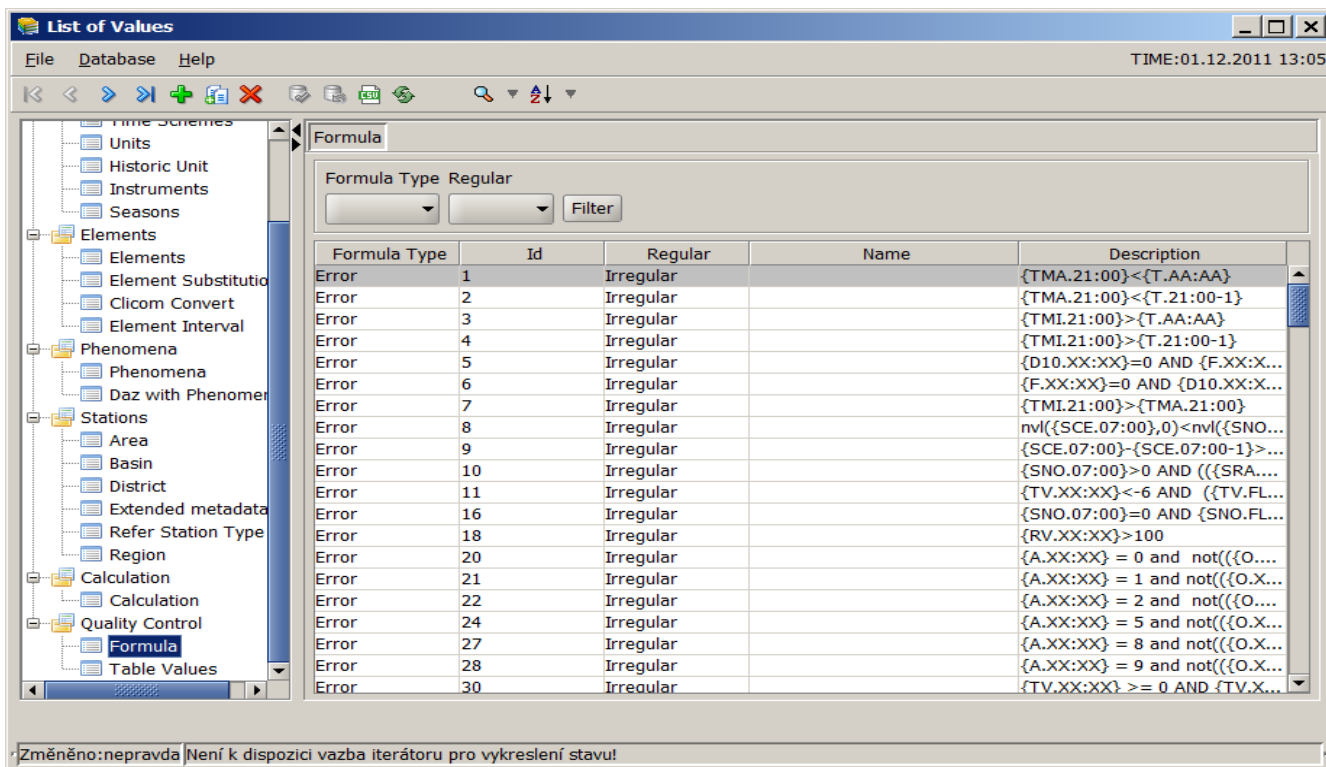 List of Values
File Database Help TIME:01.12.2011 13:05
Time Schemes
Units
Historic Unit
Instruments
Seasons
Elements
Elements
Element Substitutio
Clicom Convert
Element Interval
Phenomena
Phenomena
Daz with Phenomen
Stations
Area
Basin
District
Extended metadata
Refer Station Type
Region
Calculation
Calculation
Quality Control
Formula
Table Values
Formula
Formula Type Regular
Filter
Formula Type Id Regular Name Description
Error 1 Irregular {TMA.21:00}<{T.AA:AA}
Error 2 Irregular {TMA.21:00}<{T.21:00-1}
Error 3 Irregular {TMI.21:00}>{T.AA:AA}
Error 4 Irregular {TMI.21:00}>{T.21:00-1}
Error 5 Irregular {D10.XX:XX}=0 AND {F.XX:X...
Error 6 Irregular {F.XX:XX}=0 AND {D10.XX:X...
Error 7 Irregular {TMI.21:00}>{TMA.21:00}
Error 8 Irregular nvl({SCE.07:00},0)<nvl({SNO...
Error 9 Irregular {SCE.07:00}-{SCE.07:00-1}>...
Error 10 Irregular {SNO.07:00}>0 AND (({SRA....
Error 11 Irregular {TV.XX:XX}<-6 AND ({TV.FL...
Error 16 Irregular {SNO.07:00}=0 AND {SNO.FL...
Error 18 Irregular {RV.XX:XX}>100
Error 20 Irregular {A.XX:XX} = 0 and not(({O....
Error 21 Irregular {A.XX:XX} = 1 and not(({O.X...
Error 22 Irregular {A.XX:XX} = 2 and not(({O....
Error 24 Irregular {A.XX:XX} = 5 and not(({O.X...
Error 27 Irregular {A.XX:XX} = 8 and not(({O.X...
Error 28 Irregular {A.XX:XX} = 9 and not(({O.X...
Error 30 Irregular {TV.XX:XX} >= 0 AND {TV.X...
Změněno:nepravda Není k dispozici vazba iterátoru pro vykreslení stavu!